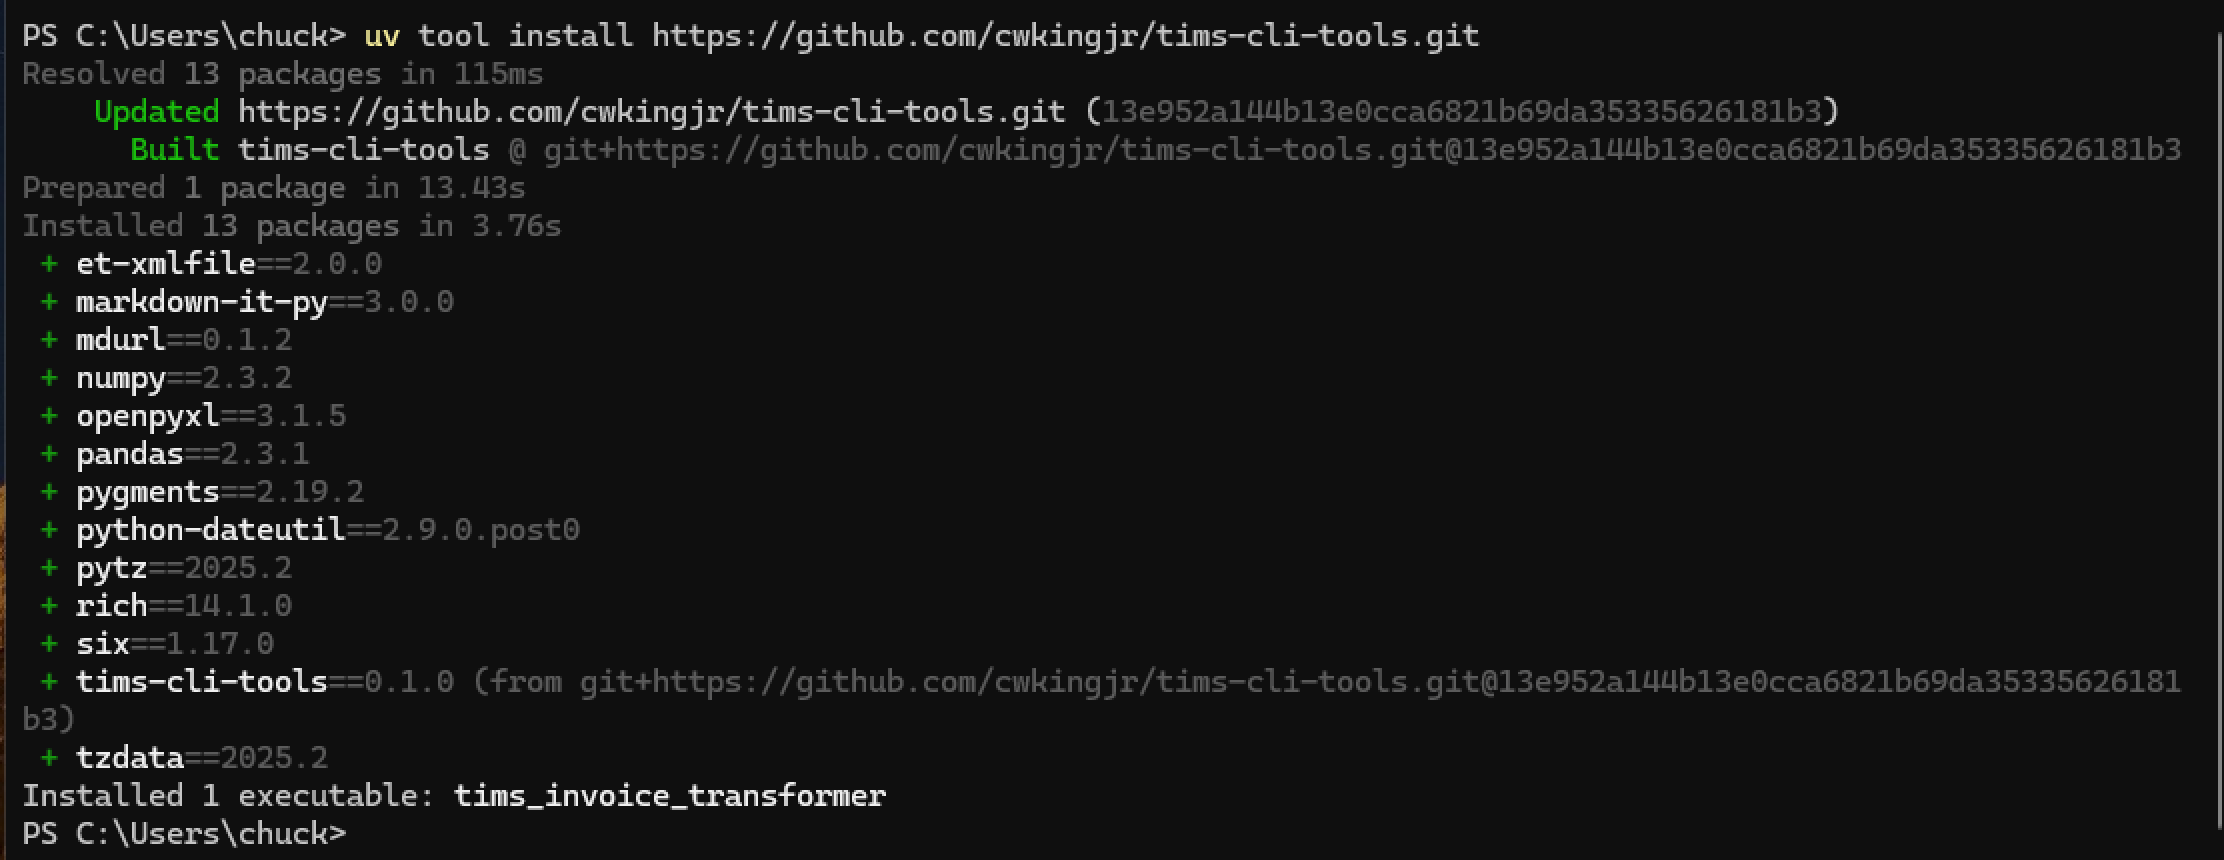 PS C:\Users\chuck> uv tool install https://github.com/cwkingjr/tims-cli-tools.git
Resolved 13 packages in 115ms
    Updated https://github.com/cwkingjr/tims-cli-tools.git (13e952a144b13e0cca6821b69da35335626181b3)
      Built tims-cli-tools @ git+https://github.com/cwkingjr/tims-cli-tools.git@13e952a144b13e0cca6821b69da35335626181b3
Prepared 1 package in 13.43s
Installed 13 packages in 3.76s
 + et-xmlfile==2.0.0
 + markdown-it-py==3.0.0
 + mdurl==0.1.2
 + numpy==2.3.2
 + openpyxl==3.1.5
 + pandas==2.3.1
 + pygments==2.19.2
 + python-dateutil==2.9.0.post0
 + pytz==2025.2
 + rich==14.1.0
 + six==1.17.0
 + tims-cli-tools==0.1.0 (from git+https://github.com/cwkingjr/tims-cli-tools.git@13e952a144b13e0cca6821b69da35335626181
b3)
 + tzdata==2025.2
Installed 1 executable: tims_invoice_transformer
PS C:\Users\chuck>